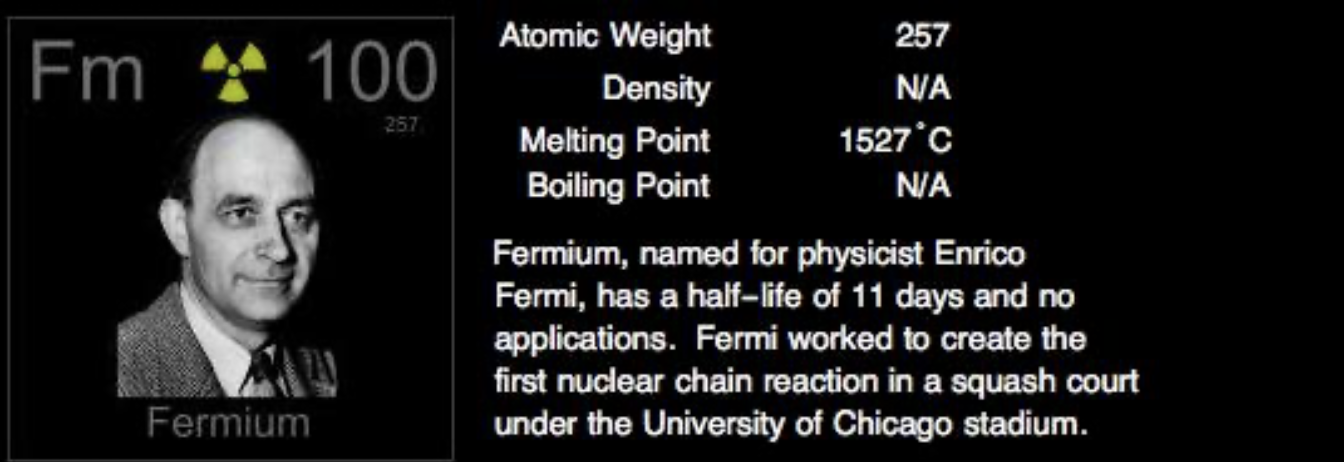 Fm 100
257
Fermium
Atomic Weight 257
Density N/A
Melting Point 1527°C
Boiling Point N/A
Fermium, named for physicist Enrico
Fermi, has a half-life of 11 days and no
applications. Fermi worked to create the
first nuclear chain reaction in a squash court
under the University of Chicago stadium.